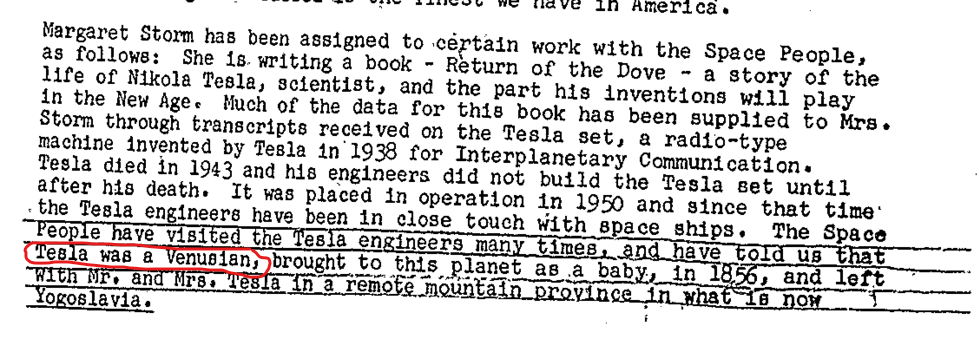 the finest we have in America.
Margaret Storm has been assigned to certain work with the Space People,
as follows: She is writing a book - Return of the Dove - a story of the
life of Nikola Tesla, scientist, and the part his inventions will play
in the New Age. Much of the data for this book has been supplied to Mrs.
Storm through transcripts received on the Tesla set, a radio-type
machine invented by Tesla in 1938 for Interplanetary Communication.
Tesla died in 1943 and his engineers did not build the Tesla set until
after his death. It was placed in operation in 1950 and since that time
the Tesla engineers have been in close touch with space ships. The Space
People have visited the Tesla engineers many times, and have told us that
Tesla was a Venusian, brought to this planet as a baby, in 1856, and left
with Mr. and Mrs. Tesla in a remote mountain province in what is now
Yogoslavia.